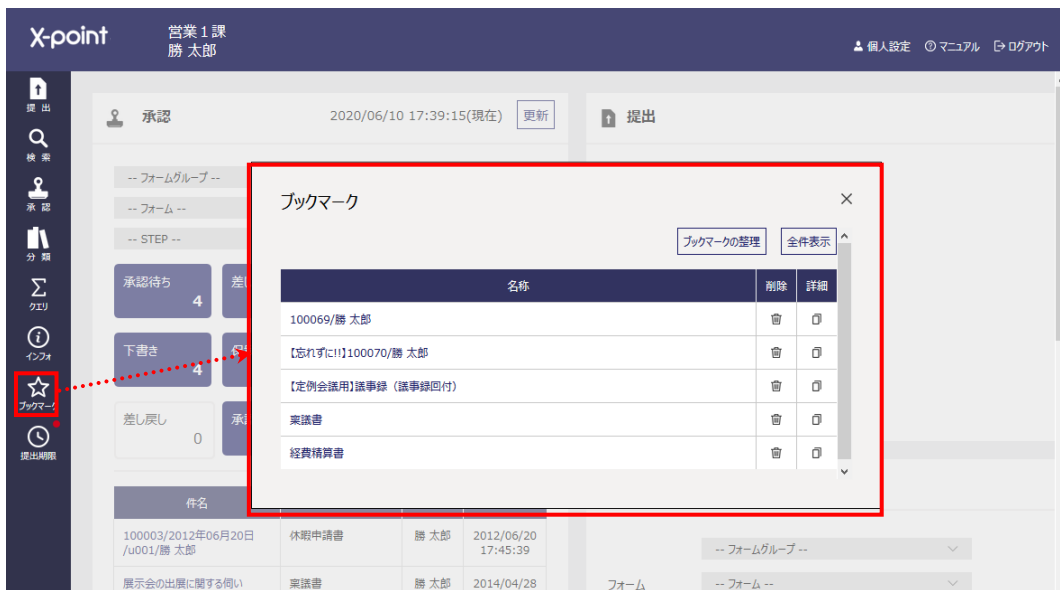 X-point
営業１課
勝 太郎
個人設定
マニュアル
ログアウト
提 出
検 索
承 認
分 類
クエリ
インフォ
ブックマーク
提出期限
承認
2020/06/10 17:39:15(現在)
更新
提出
-- フォームグループ --
-- フォーム --
-- STEP --
承認待ち
4
差し
下書き
4
差し戻し
0
承
ブックマーク
×
ブックマークの整理
全件表示
名称
削除
詳細
100069/勝 太郎
【忘れずに!!】100070/勝 太郎
【定例会議用】議事録（議事録回付）
稟議書
経費精算書
件名
100003/2012年06月20日
/u001/勝 太郎
休暇申請書
勝 太郎
2012/06/20
17:45:39
展示会の出展に関する伺い
稟議書
勝 太郎
2014/04/28
-- フォームグループ --
フォーム
-- フォーム --